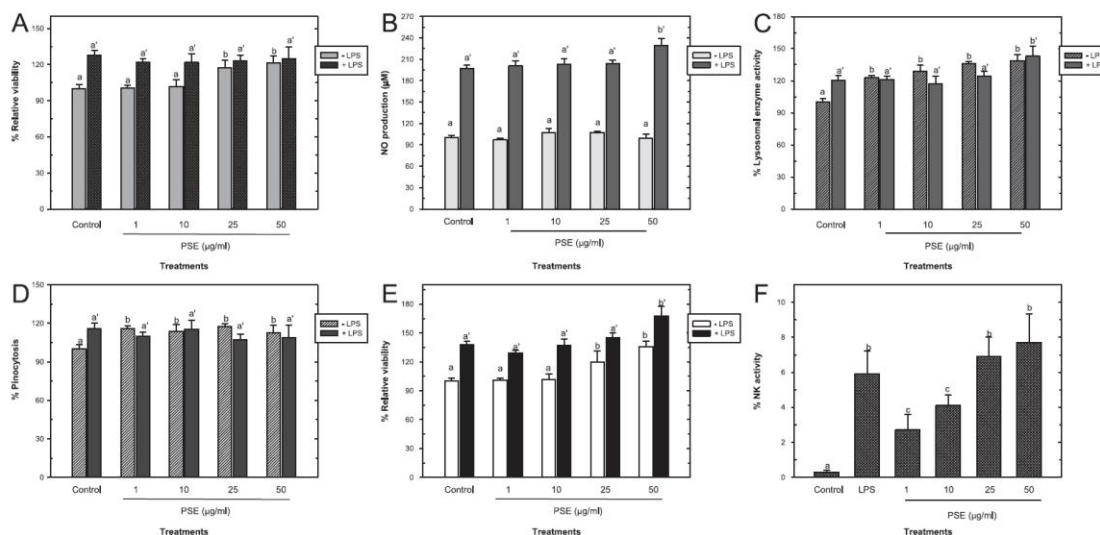 A
% Relative viability
150
120
90
60
30
0
a a' a a' a a' b a' b a'
- LPS
+ LPS
Control 1 10 25 50
PSE (µg/ml)
Treatments
B
NO production (µM)
270
240
210
180
150
120
90
60
30
0
a a' a a' a a' a a' a b'
- LPS
+ LPS
Control 1 10 25 50
PSE (µg/ml)
Treatments
C
% Lysosomal enzyme activity
180
150
120
90
60
30
0
a a' b a' b a' b a' b b'
- LPS
+ LPS
Control 1 10 25 50
PSE (µg/ml)
Treatments
D
% Pinocytosis
150
120
90
60
30
0
a a' b a' b a' b a' b a'
- LPS
+ LPS
Control 1 10 25 50
PSE (µg/ml)
Treatments
E
% Relative viability
180
150
120
90
60
30
0
a a' a a' a a' b a' b b'
- LPS
+ LPS
Control 1 10 25 50
PSE (µg/ml)
Treatments
F
% NK activity
10
8
6
4
2
0
a b c c b b
Control LPS 1 10 25 50
PSE (µg/ml)
Treatments